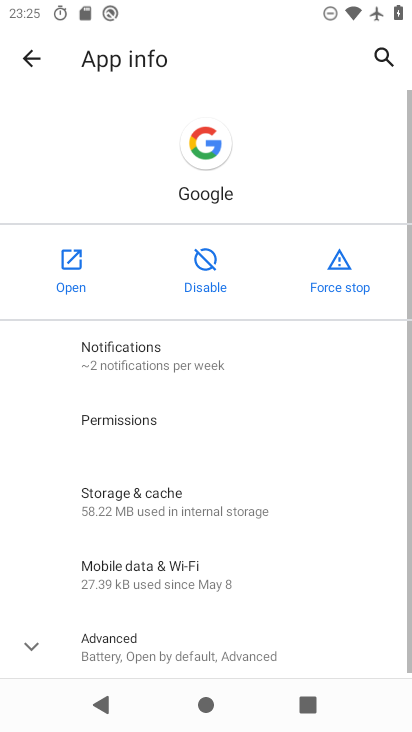 23:25
App info
Google
Open
Disable
Force stop
Notifications
~2 notifications per week
Permissions
Storage & cache
58.22 MB used in internal storage
Mobile data & Wi-Fi
27.39 kB used since May 8
Advanced
Battery, Open by default, Advanced